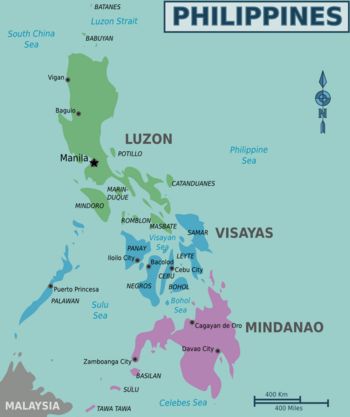 PHILIPPINES
BATANES
Luzon Strait
South China
Sea
BABUYAN
Vigan
Baguio
LUZON
Manila
POTILLO
Philippine
Sea
N
CATANDUANES
MARIN-
DUQUE
MINDORO
ROMBLON
MASBATE
SAMAR
VISAYAS
Visayan
Sea
PANAY
Iloilo City
Bacolod
LEYTE
Cebu City
CEBU
NEGROS
BOHOL
Puerto Princesa
PALAWAN
Sulu
Sea
Bohol
Sea
Cagayan de Oro
MINDANAO
Davao City
Zamboanga City
BASILAN
SULU
TAWA TAWA
Celebes Sea
MALAYSIA
400 Km
400 Miles